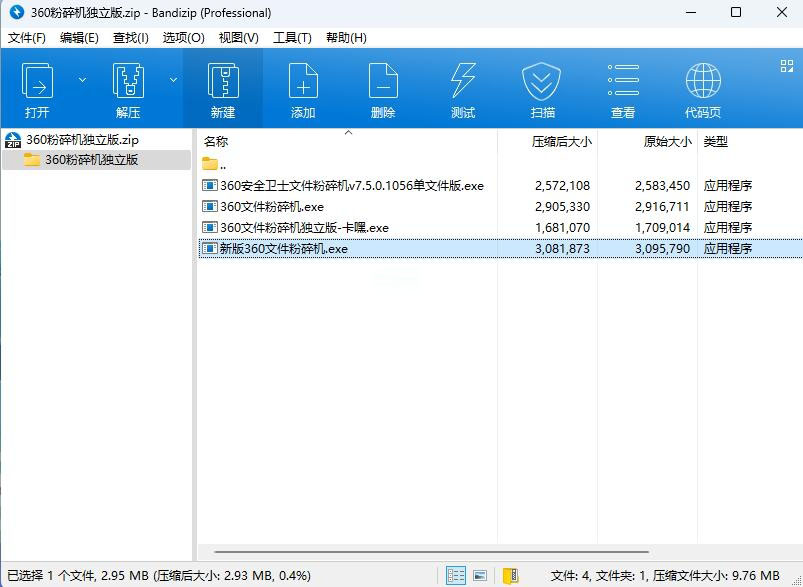 360粉碎机独立版.zip - Bandizip (Professional)
文件(F) 编辑(E) 查找(I) 选项(O) 视图(V) 工具(T) 帮助(H)
打开 解压 新建 添加 删除 测试 扫描 查看 代码页
360粉碎机独立版.zip
360粉碎机独立版
名称 压缩后大小 原始大小 类型
..
360安全卫士文件粉碎机v7.5.0.1056单文件版.exe 2,572,108 2,583,450 应用程序
360文件粉碎机.exe 2,905,330 2,916,711 应用程序
360文件粉碎机独立版-卡嘿.exe 1,681,070 1,709,014 应用程序
新版360文件粉碎机.exe 3,081,873 3,095,790 应用程序
已选择 1 个文件, 2.95 MB (压缩后大小: 2.93 MB, 0.4%)
文件: 4, 文件夹: 1, 压缩文件大小: 9.76 MB